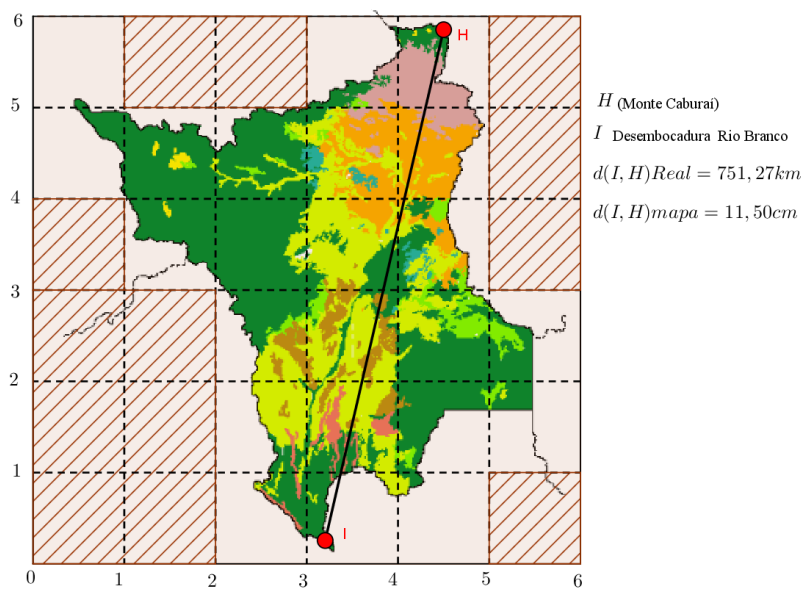 6
5
4
3
2
1
0 1 2 3 4 5 6
H
I
H (Monte Caburaí)
I Desembocadura Rio Branco
d(I, H)Real = 751, 27km
d(I, H)mapa = 11, 50cm